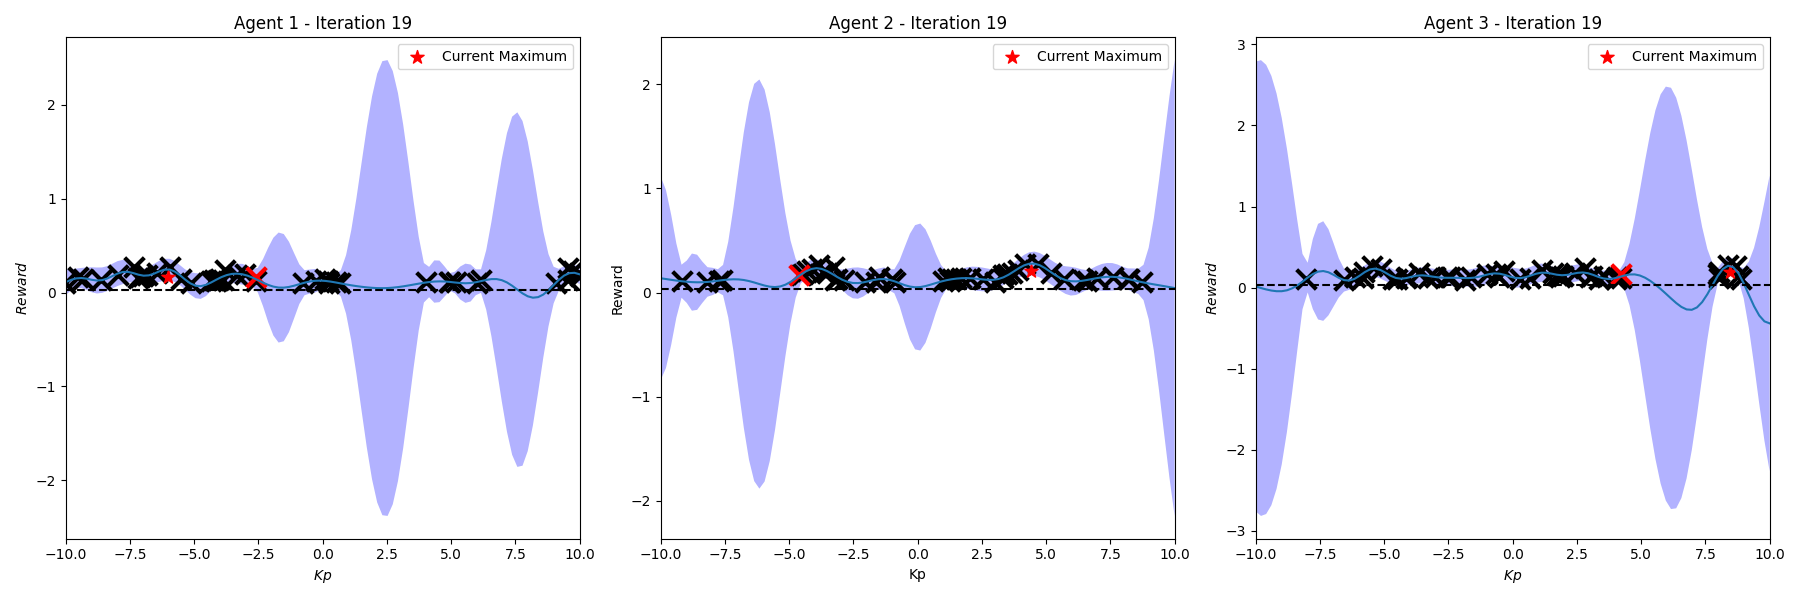 Agent 1 - Iteration 19
Current Maximum
Reward
2
1
0
−1
−2
−10.0 −7.5 −5.0 −2.5 0.0 2.5 5.0 7.5 10.0
Kp
Agent 2 - Iteration 19
Current Maximum
Reward
2
1
0
−1
−2
−10.0 −7.5 −5.0 −2.5 0.0 2.5 5.0 7.5 10.0
Kp
Agent 3 - Iteration 19
Current Maximum
Reward
3
2
1
0
−1
−2
−3
−10.0 −7.5 −5.0 −2.5 0.0 2.5 5.0 7.5 10.0
Kp